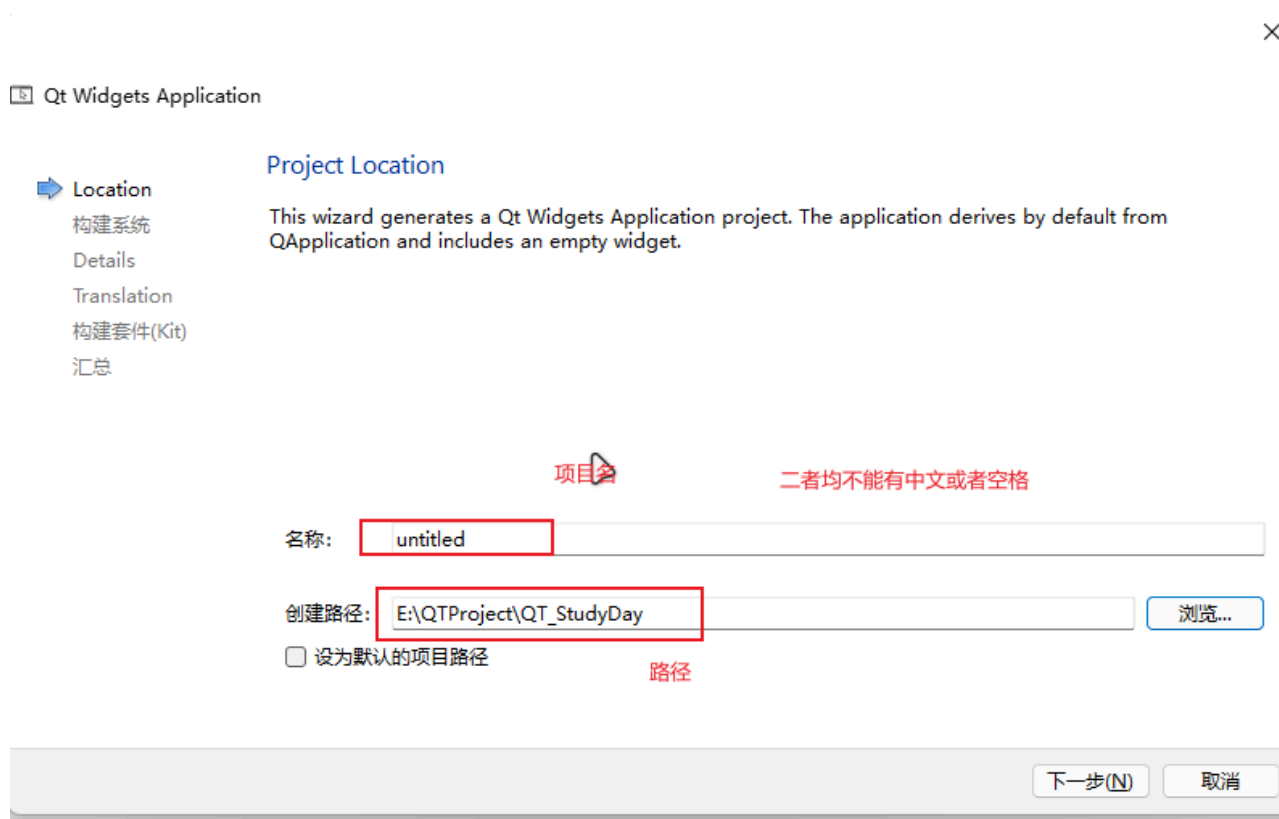 Qt Widgets Application
Project Location
Location
This wizard generates a Qt Widgets Application project. The application derives by default from
QApplication and includes an empty widget.
构建系统
Details
Translation
构建套件(Kit)
汇总
项目名
二者均不能有中文或者空格
名称:
untitled
创建路径:
E:\QTProject\QT_StudyDay
浏览...
设为默认的项目路径
路径
下一步(N)
取消